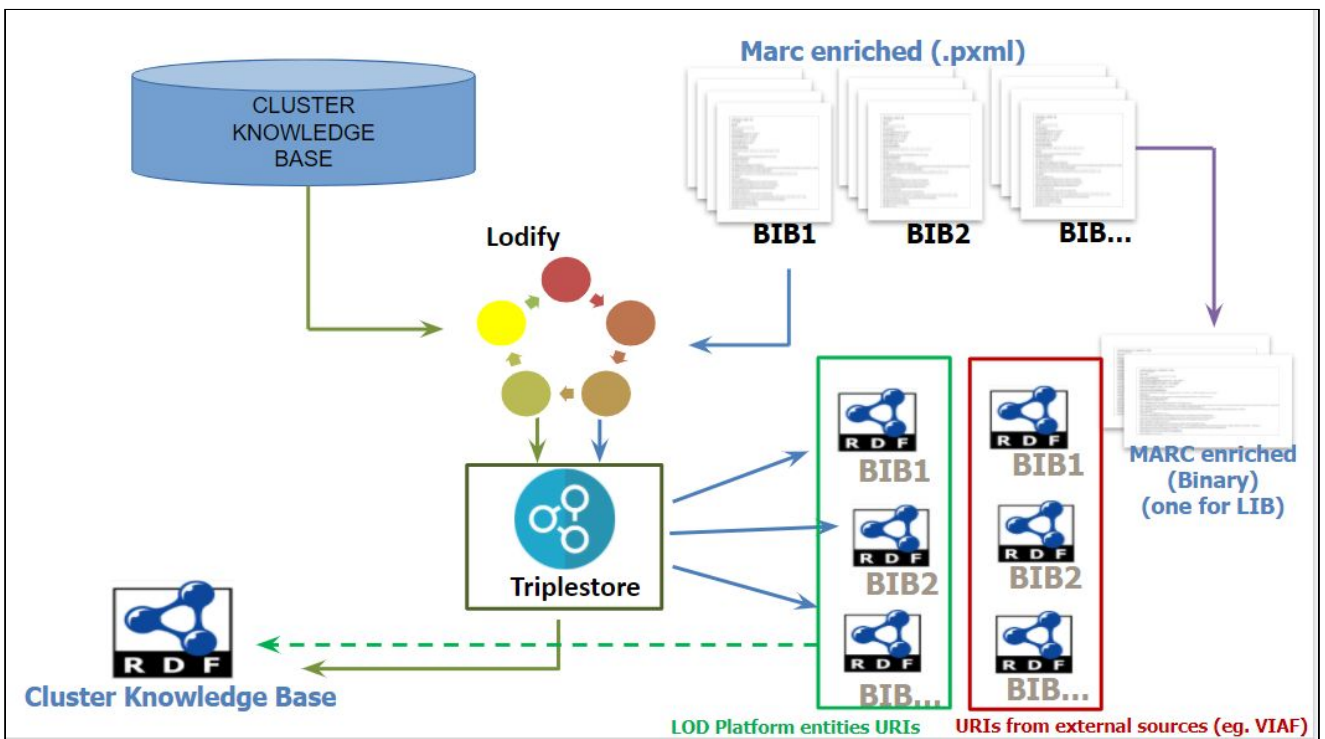 Marc enriched (.pxml)
CLUSTER
KNOWLEDGE
BASE
BIB1
BIB2
BIB...
Lodify
RDF
BIB1
RDF
BIB1
MARC enriched
(Binary)
(one for LIB)
RDF
BIB2
RDF
BIB2
Triplestore
RDF
BIB...
RDF
BIB...
RDF
Cluster Knowledge Base
LOD Platform entities URIs
URIs from external sources (eg. VIAF)